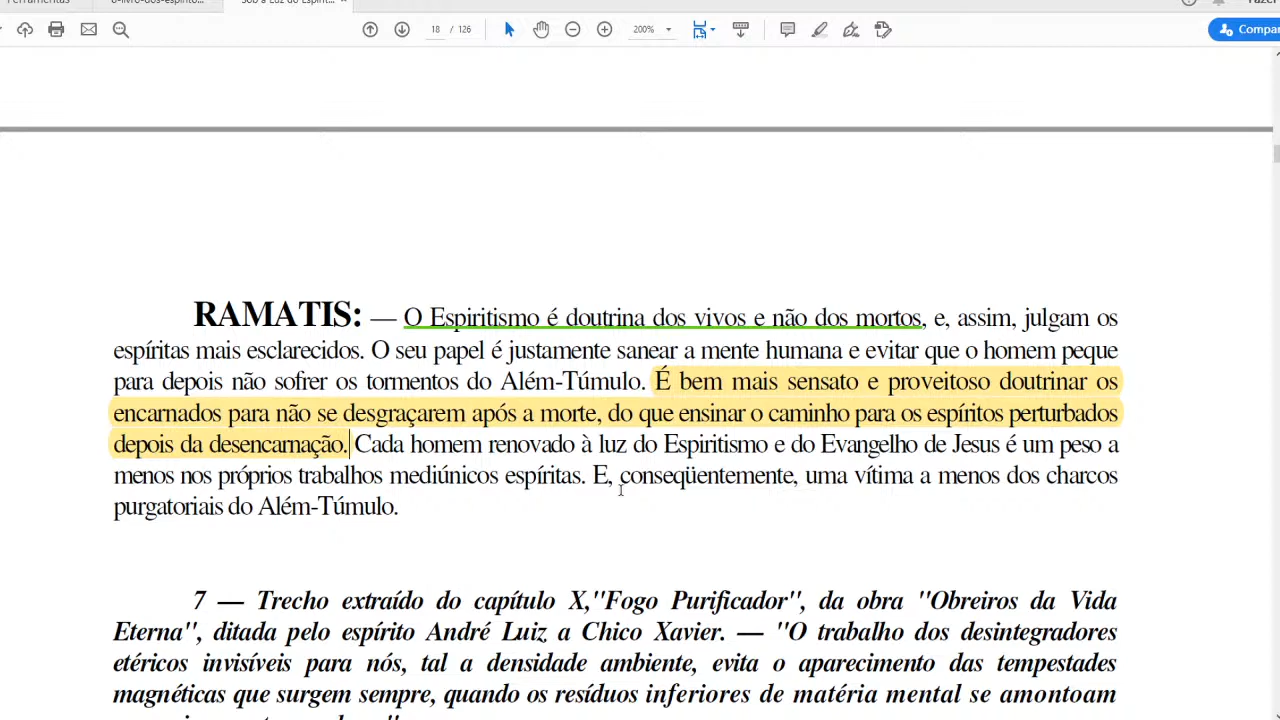 Ferramentas
Sob a Luz do Espirit...
18 / 126
200%
Compar
RAMATIS: — O Espiritismo é doutrina dos vivos e não dos mortos, e, assim, julgam os
espíritas mais esclarecidos. O seu papel é justamente sanear a mente humana e evitar que o homem peque
para depois não sofrer os tormentos do Além-Túmulo. É bem mais sensato e proveitoso doutrinar os
encarnados para não se desgraçarem após a morte, do que ensinar o caminho para os espíritos perturbados
depois da desencarnação. Cada homem renovado à luz do Espiritismo e do Evangelho de Jesus é um peso a
menos nos próprios trabalhos mediúnicos espíritas. E, conseqüentemente, uma vítima a menos dos charcos
purgatoriais do Além-Túmulo.
7 — Trecho extraído do capítulo X,"Fogo Purificador", da obra "Obreiros da Vida
Eterna", ditada pelo espírito André Luiz a Chico Xavier. — "O trabalho dos desintegradores
etéricos invisíveis para nós, tal a densidade ambiente, evita o aparecimento das tempestades
magnéticas que surgem sempre, quando os resíduos inferiores de matéria mental se amontoam